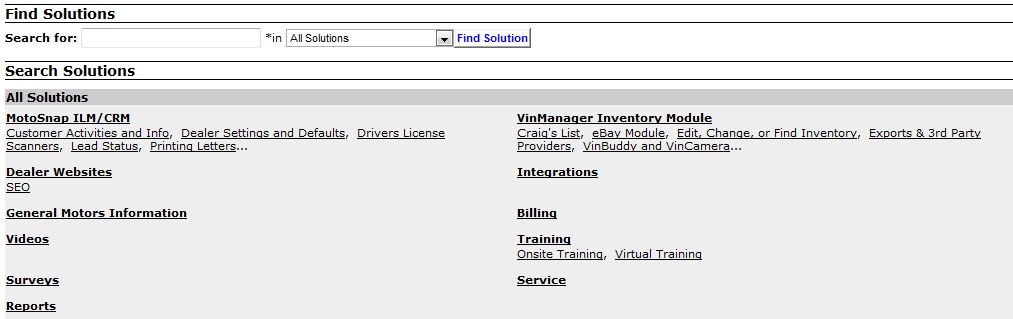 Find Solutions
Search for: *in All Solutions Find Solution
Search Solutions
All Solutions
MotoSnap ILM/CRM
Customer Activities and Info, Dealer Settings and Defaults, Drivers License
Scanners, Lead Status, Printing Letters...
VinManager Inventory Module
Craig's List, eBay Module, Edit, Change, or Find Inventory, Exports & 3rd Party
Providers, VinBuddy and VinCamera...
Dealer Websites
SEO
Integrations
General Motors Information
Billing
Videos
Training
Onsite Training, Virtual Training
Surveys
Service
Reports